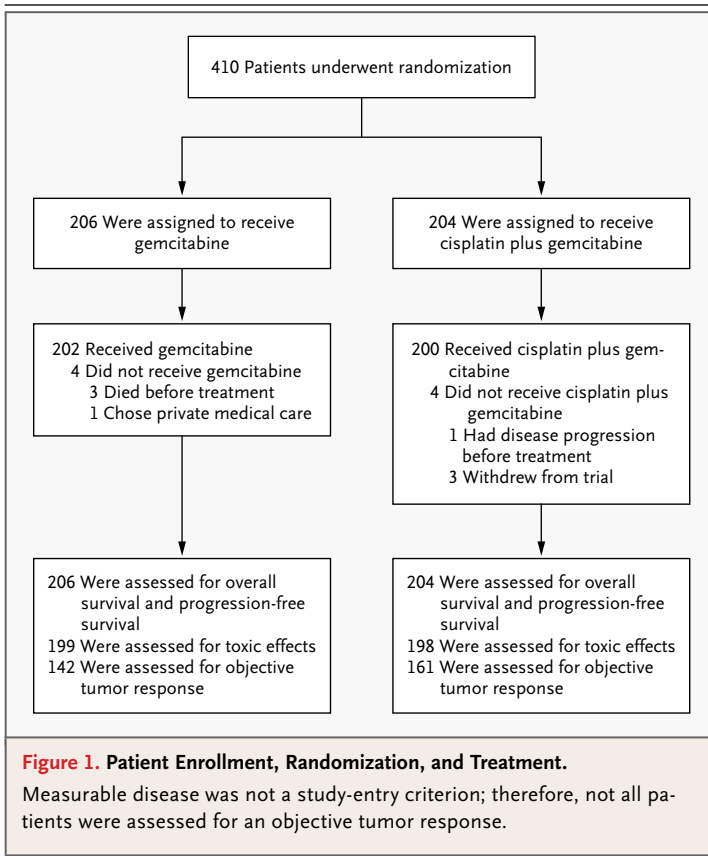 410 Patients underwent randomization
206 Were assigned to receive
gemcitabine
204 Were assigned to receive
cisplatin plus gemcitabine
202 Received gemcitabine
4 Did not receive gemcitabine
3 Died before treatment
1 Chose private medical care
200 Received cisplatin plus gem-
citabine
4 Did not receive cisplatin plus
gemcitabine
1 Had disease progression
before treatment
3 Withdrew from trial
206 Were assessed for overall
survival and progression-free
survival
199 Were assessed for toxic effects
142 Were assessed for objective
tumor response
204 Were assessed for overall
survival and progression-free
survival
198 Were assessed for toxic effects
161 Were assessed for objective
tumor response
Figure 1. Patient Enrollment, Randomization, and Treatment.
Measurable disease was not a study-entry criterion; therefore, not all pa-
tients were assessed for an objective tumor response.